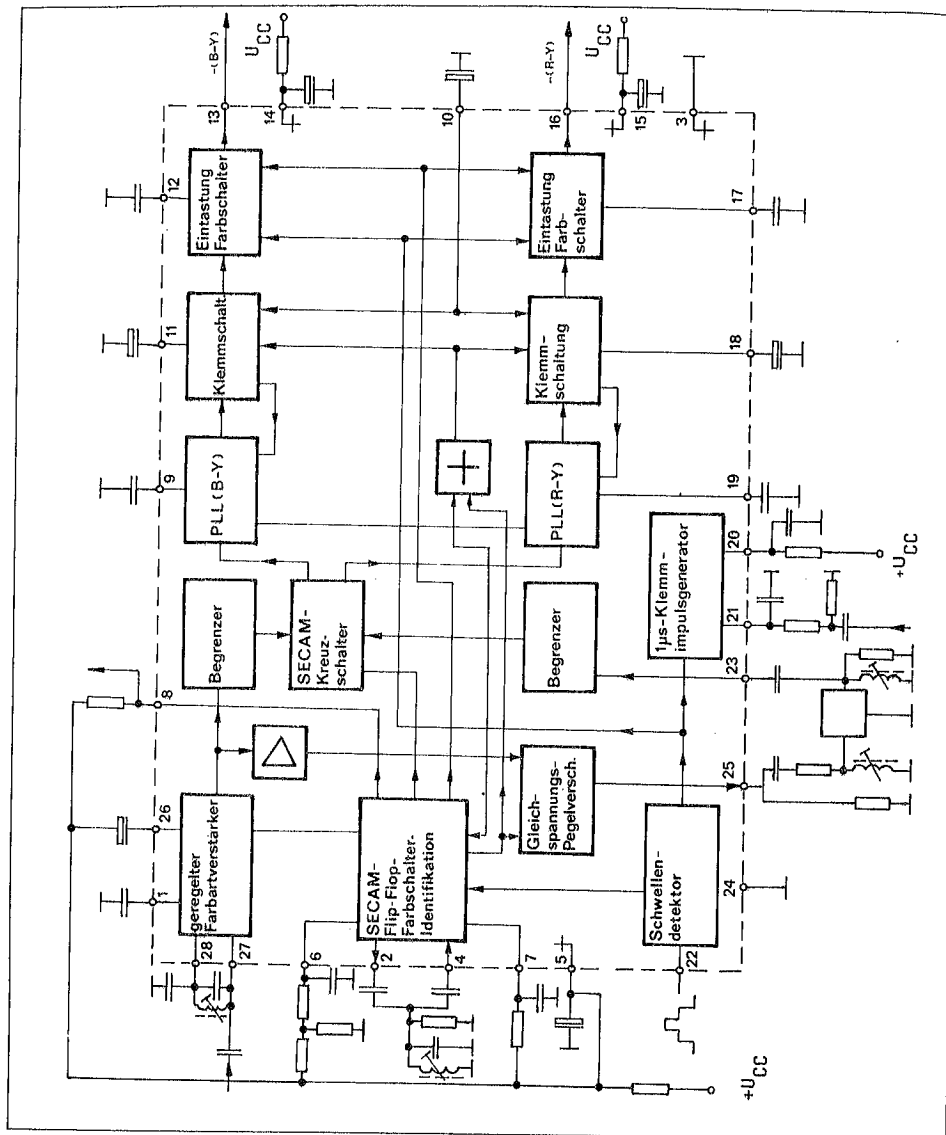 -(B-Y)
U_CC
-(R-Y)
U_CC
13
14
10
16
15
3
12
Eintastung
Farbschalter
Eintastung
Farb-
schalter
17
11
Klemmschalt.
Klemm-
schaltung
18
9
PLL(B-Y)
+
PLL(R-Y)
19
8
Begrenzer
SECAM-
Kreuz-
schalter
Begrenzer
1µs-Klemm-
impulsgenerator
20
21
23
+U_CC
26
1
geregelter
Farbartverstärker
SECAM-
Flip-Flop-
Farbschalter-
Identifikation
Gleich-
spannungs-
Pegelversch.
25
Schwellen-
detektor
24
28
27
6
2
4
7
5
22
+U_CC